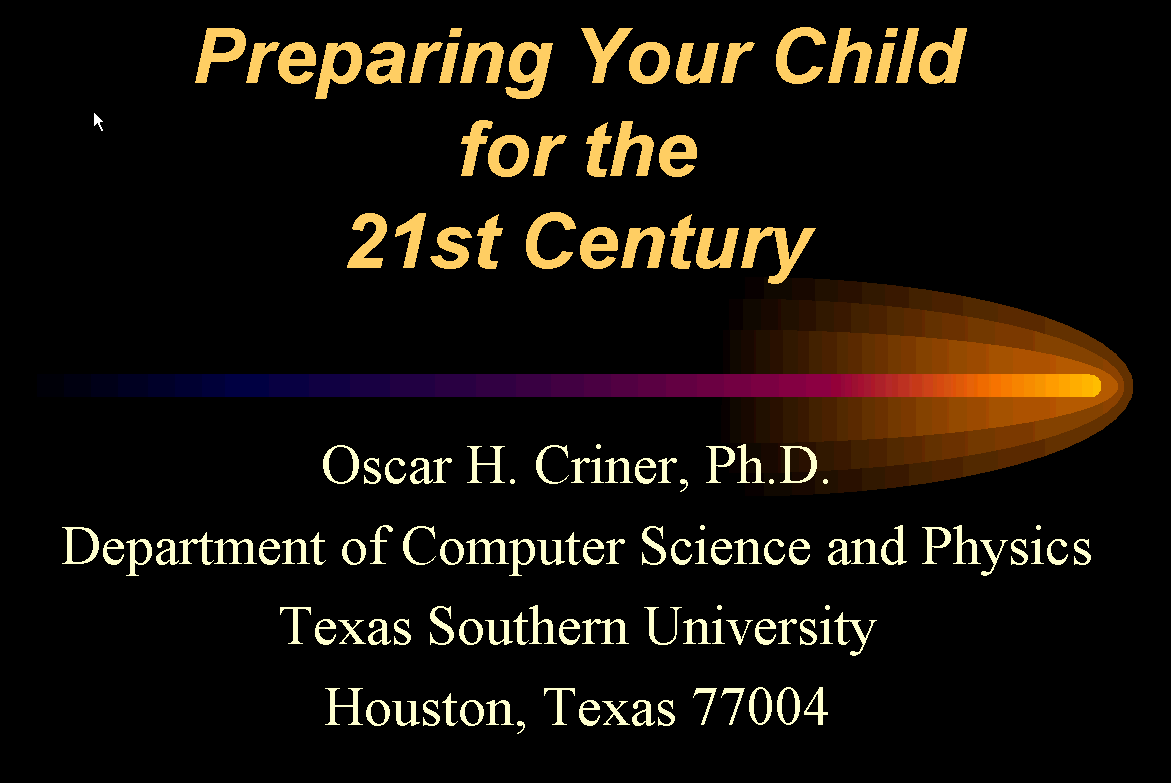 Preparing Your Child
for the
21st Century
Oscar H. Criner, Ph.D.
Department of Computer Science and Physics
Texas Southern University
Houston, Texas 77004